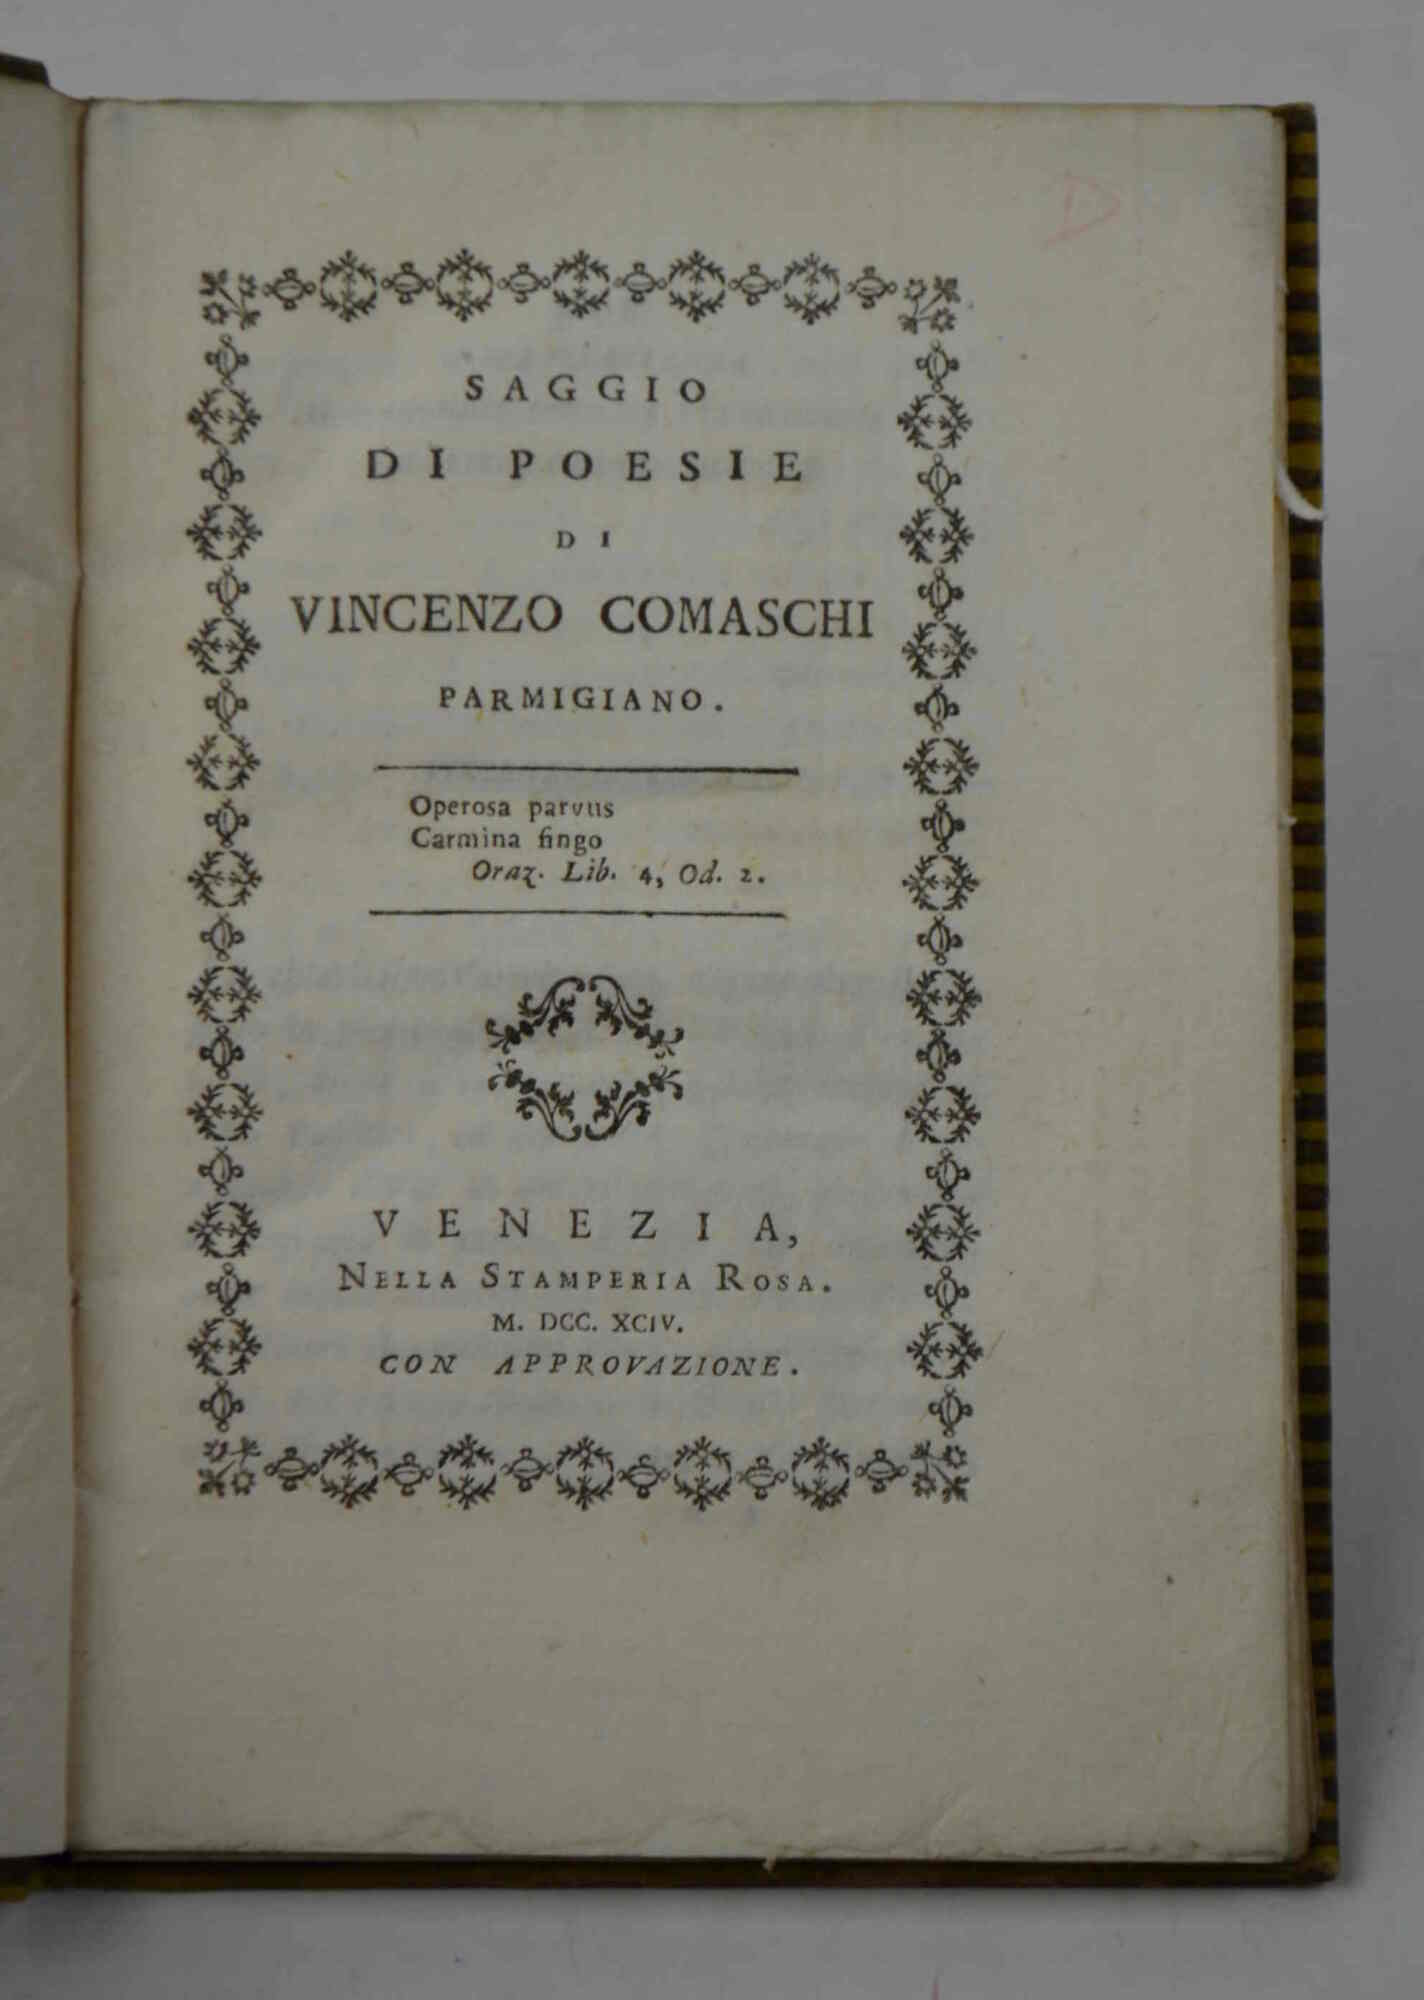 D
SAGGIO
DI POESIE
DI
VINCENZO COMASCHI
PARMIGIANO.
Operosa parvus
Carmina fingo
Oraz. Lib. 4, Od. 2.
VENEZIA,
NELLA STAMPERIA ROSA.
M. DCC. XCIV.
CON APPROVAZIONE.